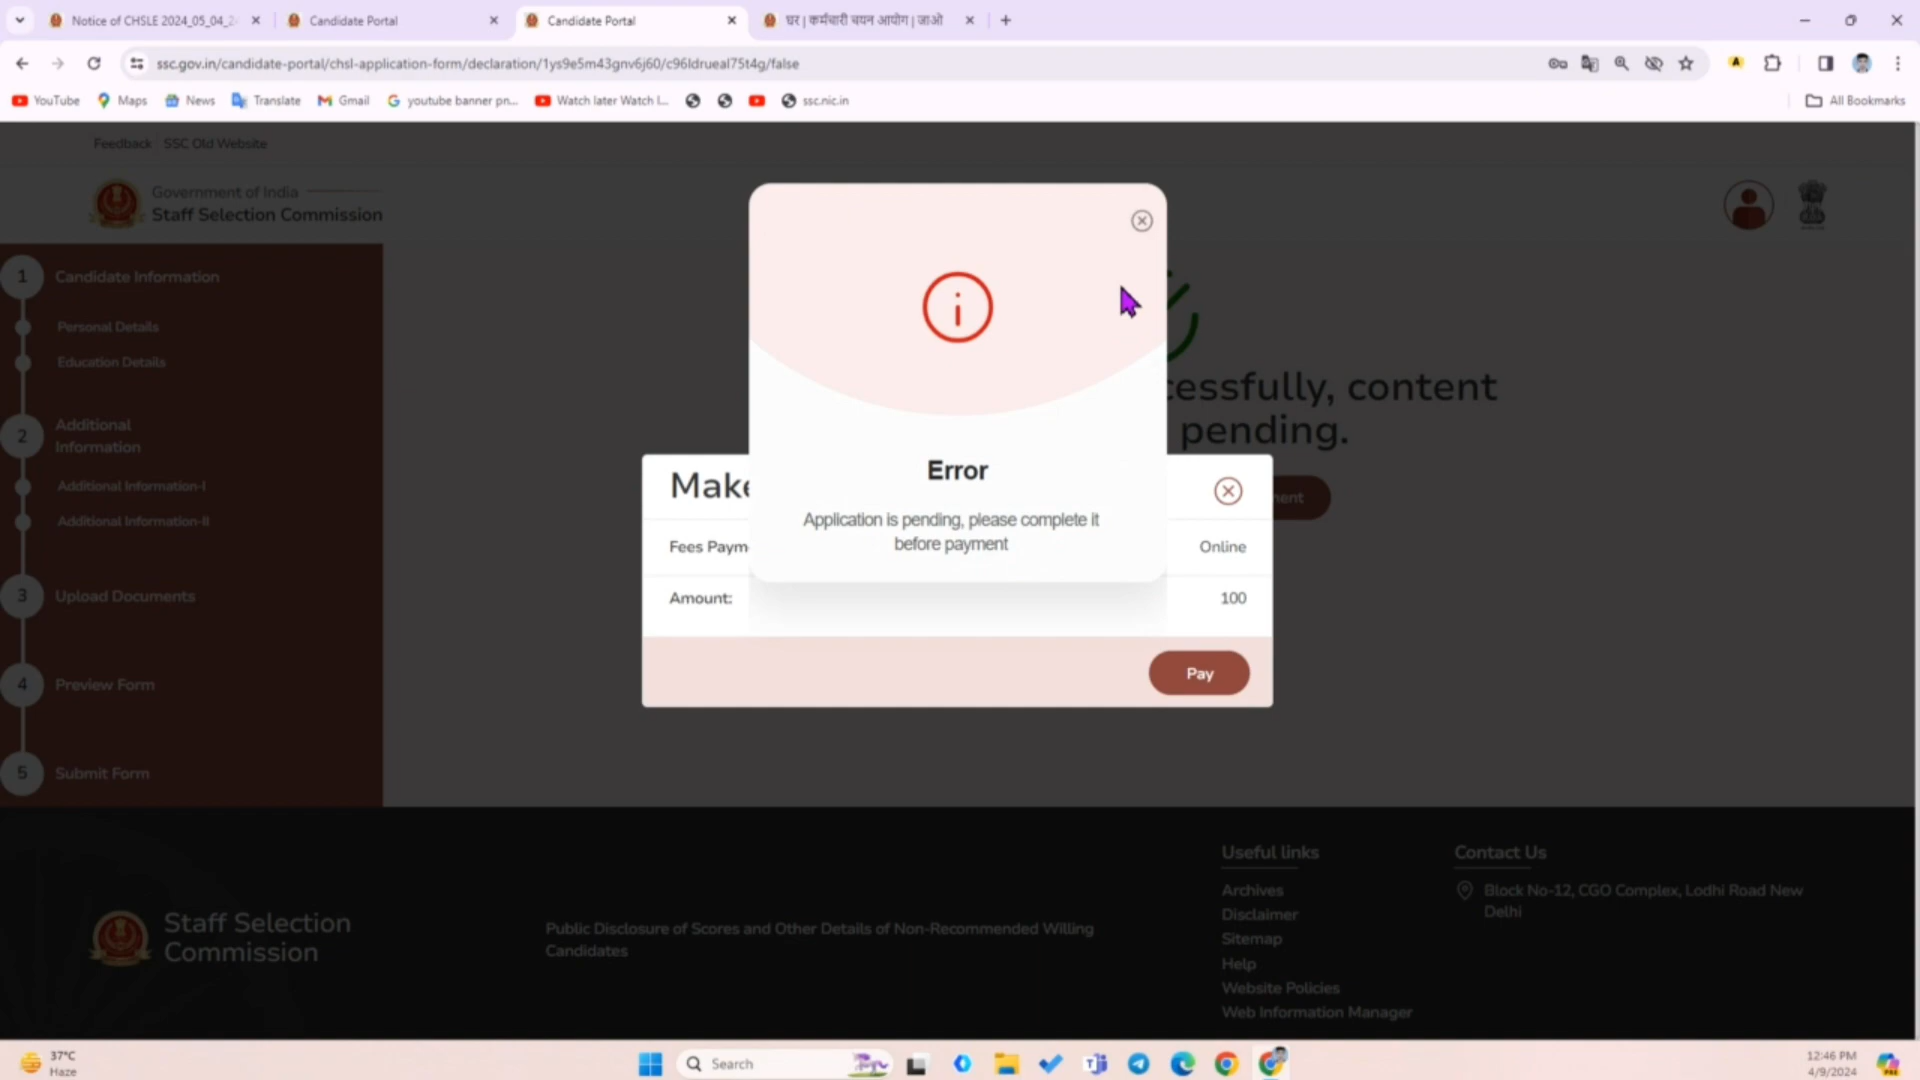 Notice of CHSLE 2024_05_04_2
Candidate Portal
Candidate Portal
घर | कर्मचारी चयन आयोग | जाओ
ssc.gov.in/candidate-portal/chsl-application-form/declaration/1ys9e5m43gnv6j60/c96ldrueal75t4g/false
YouTube
Maps
News
Translate
Gmail
youtube banner pn...
Watch later Watch l...
ssc.nic.in
All Bookmarks
Feedback
SSC Old Website
Government of India
Staff Selection Commission
1 Candidate Information
Personal Details
Education Details
2 Additional
Information
Additional Information-I
Additional Information-II
3 Upload Documents
4 Preview Form
5 Submit Form
cessfully, content
pending.
ment
Error
Application is pending, please complete it
before payment
Make
Fees Paym
Online
Amount:
100
Pay
Staff Selection
Commission
Public Disclosure of Scores and Other Details of Non-Recommended Willing
Candidates
Useful links
Archives
Disclaimer
Sitemap
Help
Website Policies
Web Information Manager
Contact Us
Block No-12, CGO Complex, Lodhi Road New
Delhi
37°C
Haze
Search
12:46 PM
4/9/2024